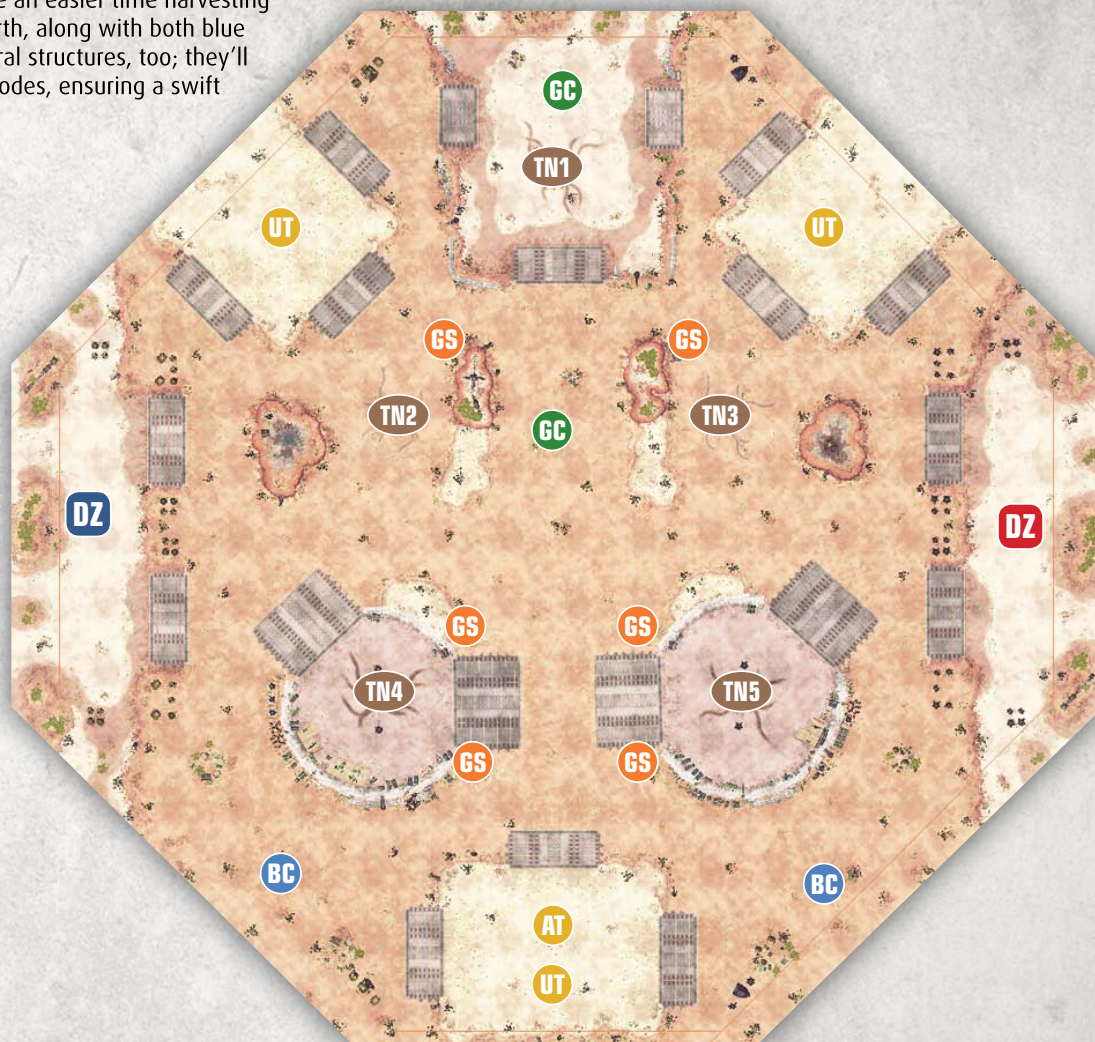 e an easier time harvesting
rth, along with both blue
ral structures, too; they'll
odes, ensuring a swift
GC
TN1
UT
UT
GS
GS
TN2
TN3
GC
DZ
DZ
GS
GS
TN4
TN5
GS
GS
BC
BC
AT
UT